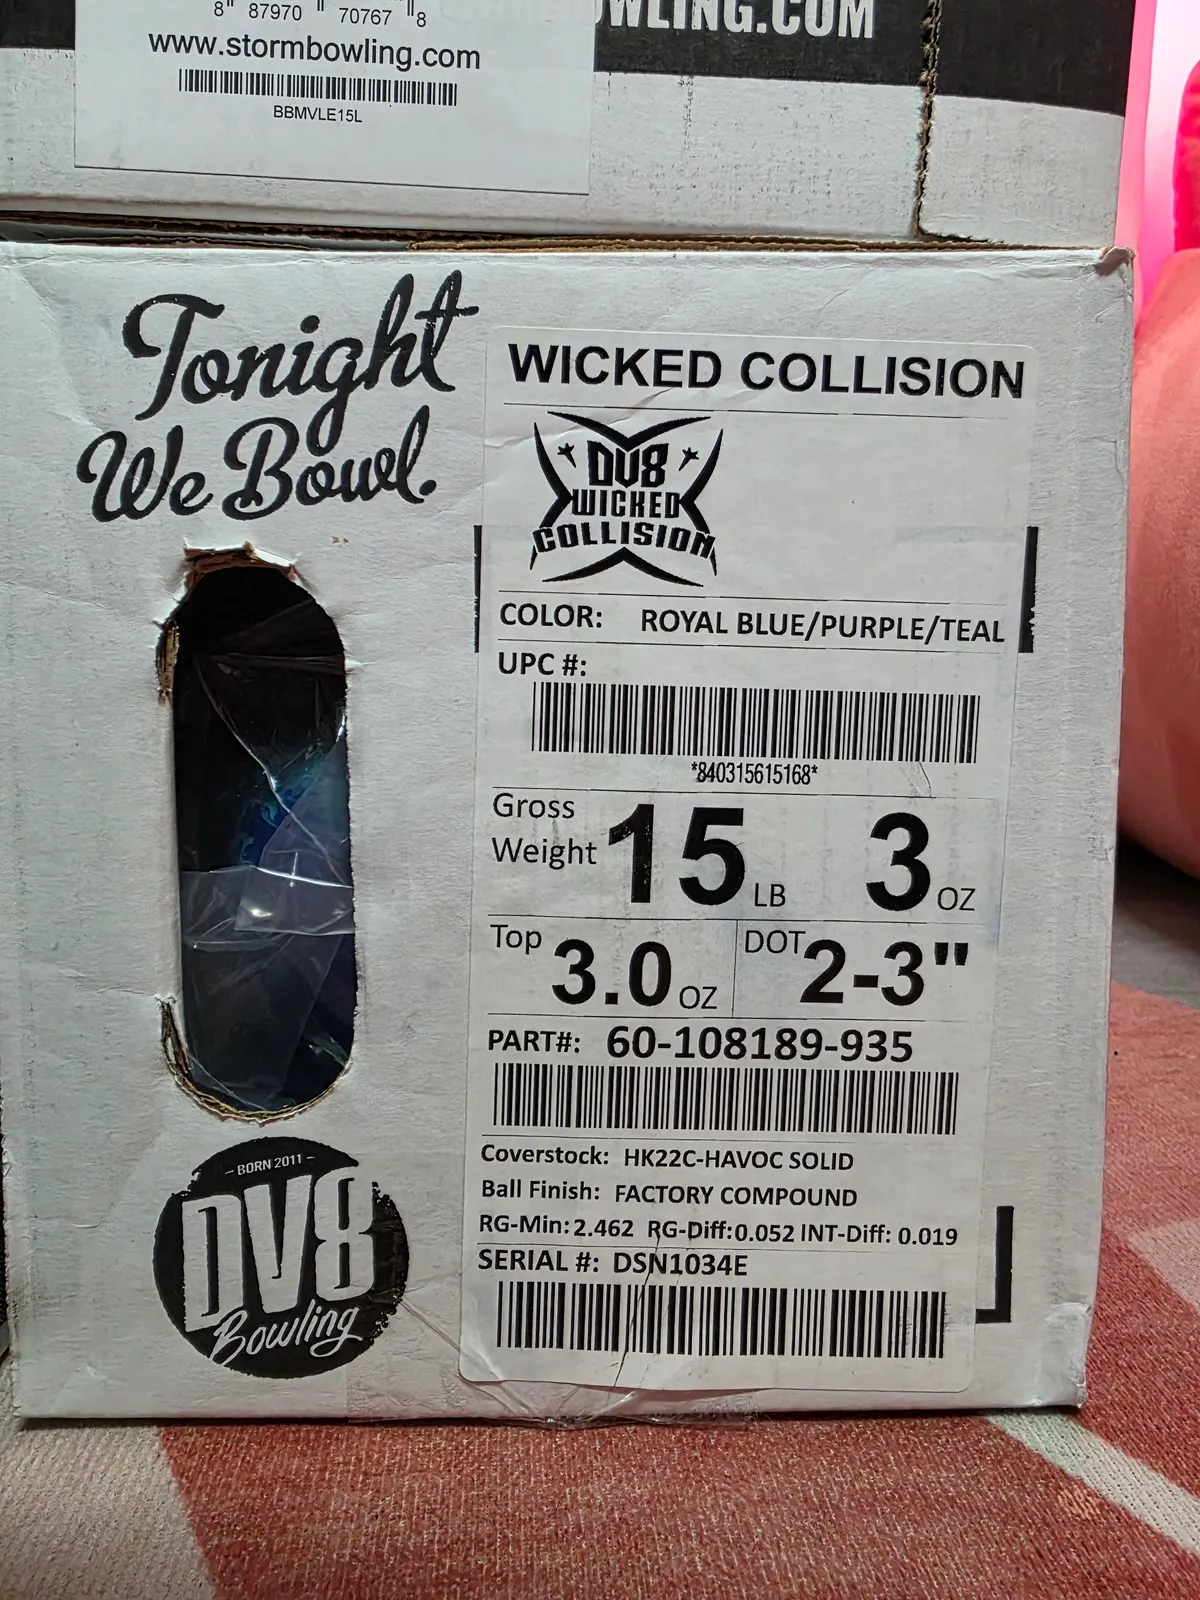 8 87970 70767 8
WLING.COM
www.stormbowling.com
BBMVLE15L
Tonight
We Bowl.
WICKED COLLISION
DV8
WICKED
COLLISION
COLOR: ROYAL BLUE/PURPLE/TEAL
UPC #:
*840315615168*
Gross
Weight 15 LB 3 OZ
Top 3.0 OZ DOT 2-3"
PART#: 60-108189-935
Coverstock: HK22C-HAVOC SOLID
Ball Finish: FACTORY COMPOUND
RG-Min: 2.462 RG-Diff: 0.052 INT-Diff: 0.019
SERIAL #: DSN1034E
– BORN 2011 –
DV8
Bowling